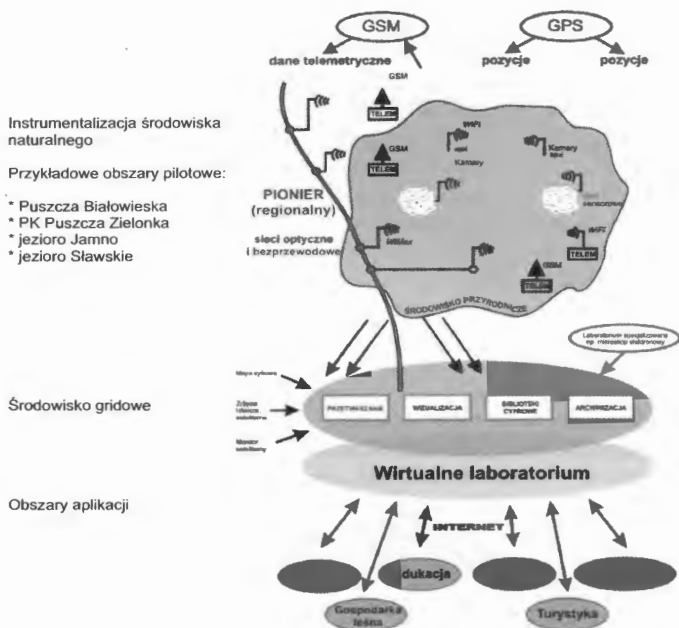 GSM
GPS
dane telemetryczne
pozycje
pozycje
GSM
TELEM
Instrumentalizacja środowiska
naturalnego
Przykładowe obszary pilotowe:
* Puszcza Białowieska
* PK Puszcza Zielonka
* jezioro Jamno
* jezioro Sławskie
WiFi
Kamery
GSM
TELEM
Kamery
PIONIER
(regionalny)
sieci optyczne
i bezprzewodowe
WiFi
TELEM
GSM
TELEM
ŚRODOWISKO PRZYRODNICZE
Środowisko gridowe
PRZETWARZANIE
WIZUALIZACJA
BIBLIOTEKI
CYFROWE
ARCHIWIZACJA
Wirtualne laboratorium
Obszary aplikacji
INTERNET
dukacja
Gospodarka
leśna
Turystyka